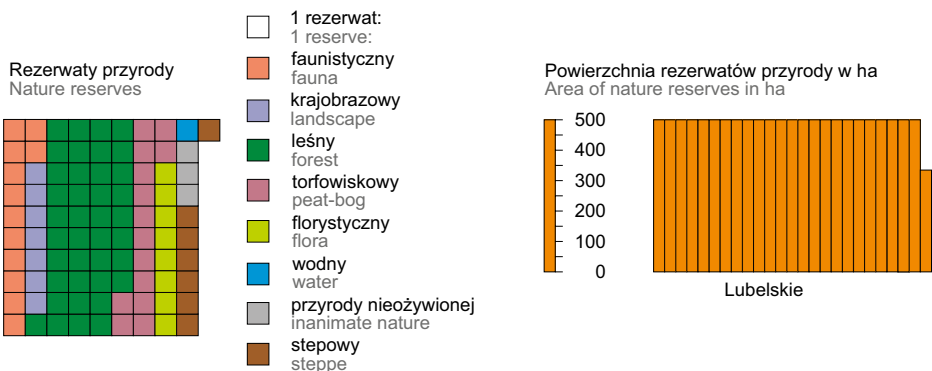 Rezerwaty przyrody
Nature reserves
1 rezerwat:
1 reserve:
faunistyczny
fauna
krajobrazowy
landscape
leśny
forest
torfowiskowy
peat-bog
florystyczny
flora
wodny
water
przyrody nieożywionej
inanimate nature
stepowy
steppe
Powierzchnia rezerwatów przyrody w ha
Area of nature reserves in ha
500
400
300
200
100
0
Lubelskie